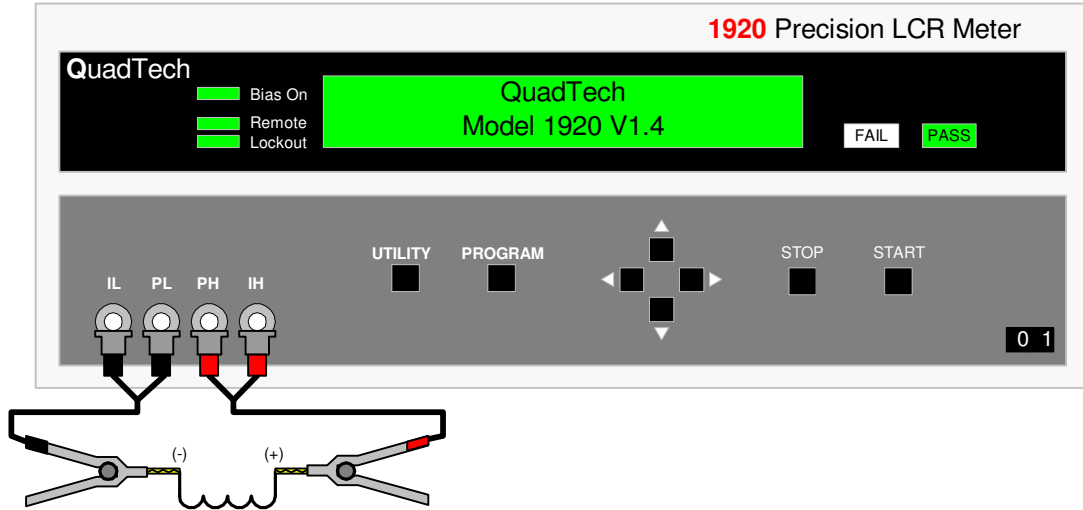 1920 Precision LCR Meter
QuadTech
Bias On
Remote
Lockout
QuadTech
Model 1920 V1.4
FAIL PASS
UTILITY PROGRAM
STOP START
IL PL PH IH
0 1
(-) (+)